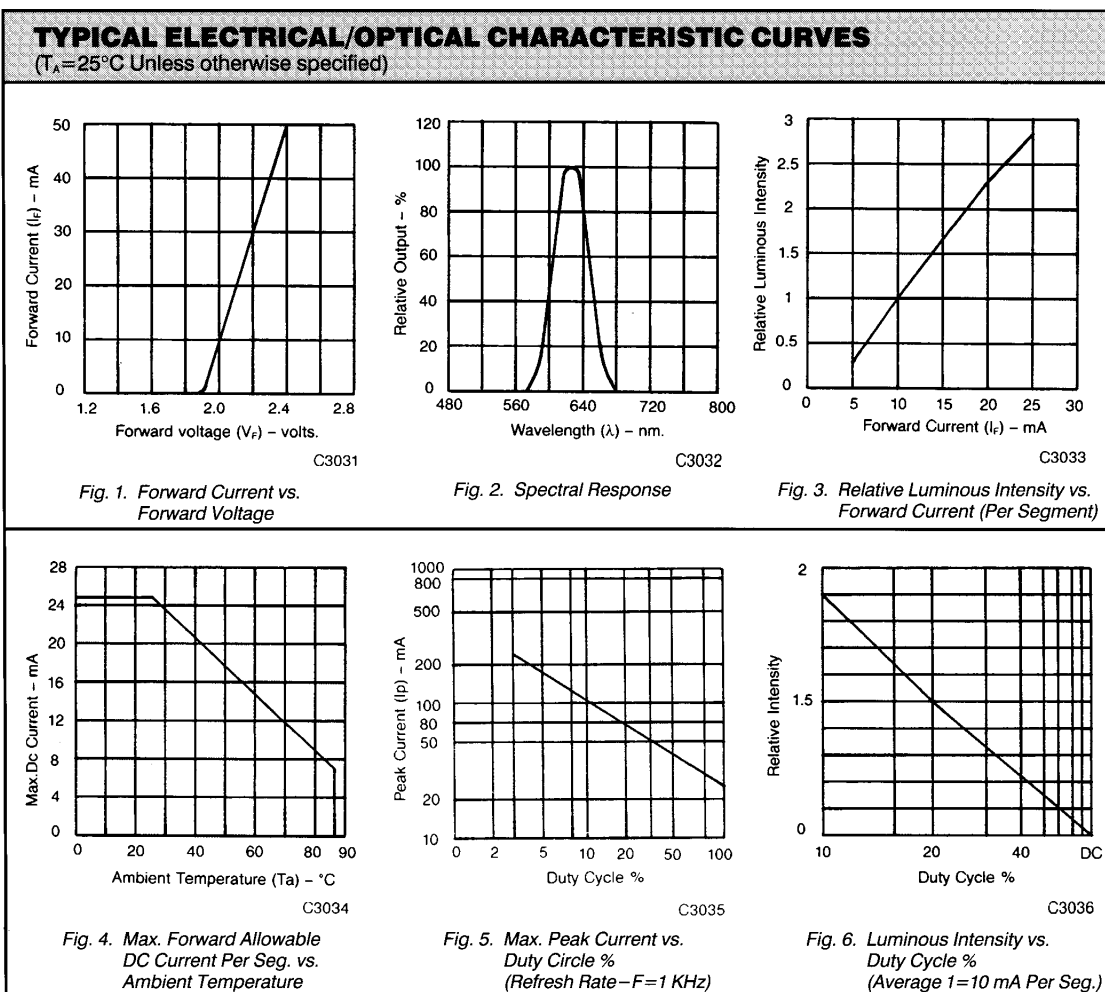 TYPICAL ELECTRICAL/OPTICAL CHARACTERISTIC CURVES
(TA=25°C Unless otherwise specified)
Forward Current (IF) – mA
50
40
30
20
10
0
1.2 1.6 2.0 2.4 2.8
Forward voltage (VF) – volts.
C3031
Fig. 1. Forward Current vs.
Forward Voltage
Relative Output – %
120
100
80
60
40
20
0
480 560 640 720 800
Wavelength (λ) – nm.
C3032
Fig. 2. Spectral Response
Relative Luminous Intensity
3
2.5
2
1.5
1
0.5
0
0 5 10 15 20 25 30
Forward Current (IF) – mA
C3033
Fig. 3. Relative Luminous Intensity vs.
Forward Current (Per Segment)
Max.Dc Current – mA
28
24
20
16
12
8
4
0
0 20 40 60 80 90
Ambient Temperature (Ta) – °C
C3034
Fig. 4. Max. Forward Allowable
DC Current Per Seg. vs.
Ambient Temperature
Peak Current (Ip) – mA
1000
800
500
200
100
80
50
20
10
0 2 5 10 20 50 100
Duty Cycle %
C3035
Fig. 5. Max. Peak Current vs.
Duty Circle %
(Refresh Rate–F=1 KHz)
Relative Intensity
2
1.5
0
10 20 40 DC
Duty Cycle %
C3036
Fig. 6. Luminous Intensity vs.
Duty Cycle %
(Average 1=10 mA Per Seg.)